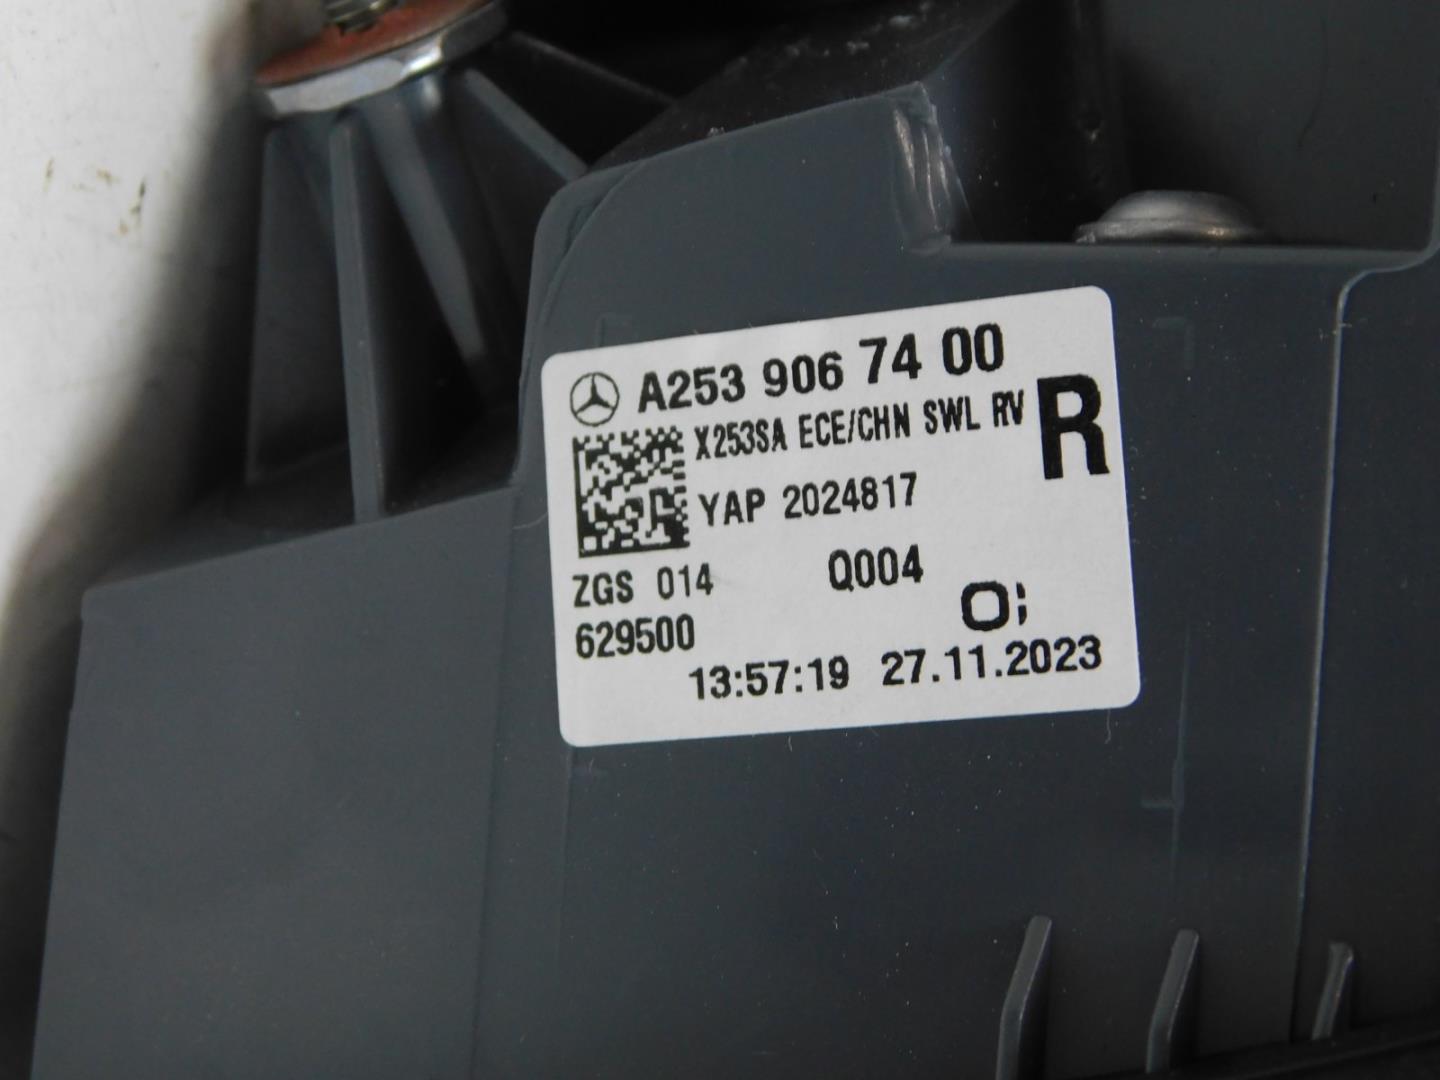 A253 906 74 00
X253SA ECE/CHN SWL RV
R
YAP 2024817
ZGS 014 Q004
629500
13:57:19 27.11.2023